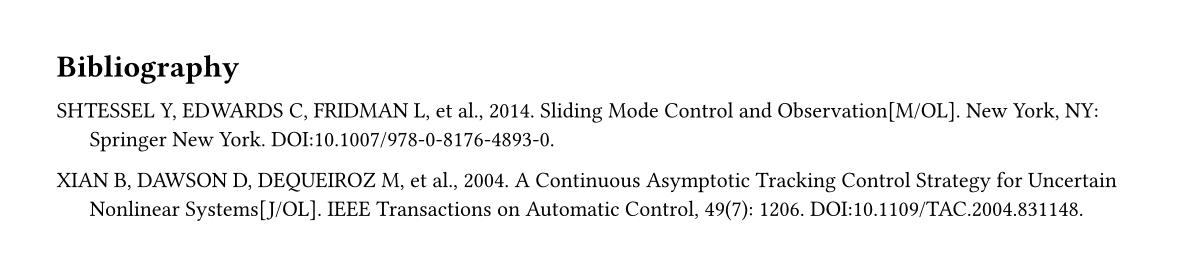 Bibliography
SHTESSEL Y, EDWARDS C, FRIDMAN L, et al., 2014. Sliding Mode Control and Observation[M/OL]. New York, NY:
Springer New York. DOI:10.1007/978-0-8176-4893-0.
XIAN B, DAWSON D, DEQUEIROZ M, et al., 2004. A Continuous Asymptotic Tracking Control Strategy for Uncertain
Nonlinear Systems[J/OL]. IEEE Transactions on Automatic Control, 49(7): 1206. DOI:10.1109/TAC.2004.831148.